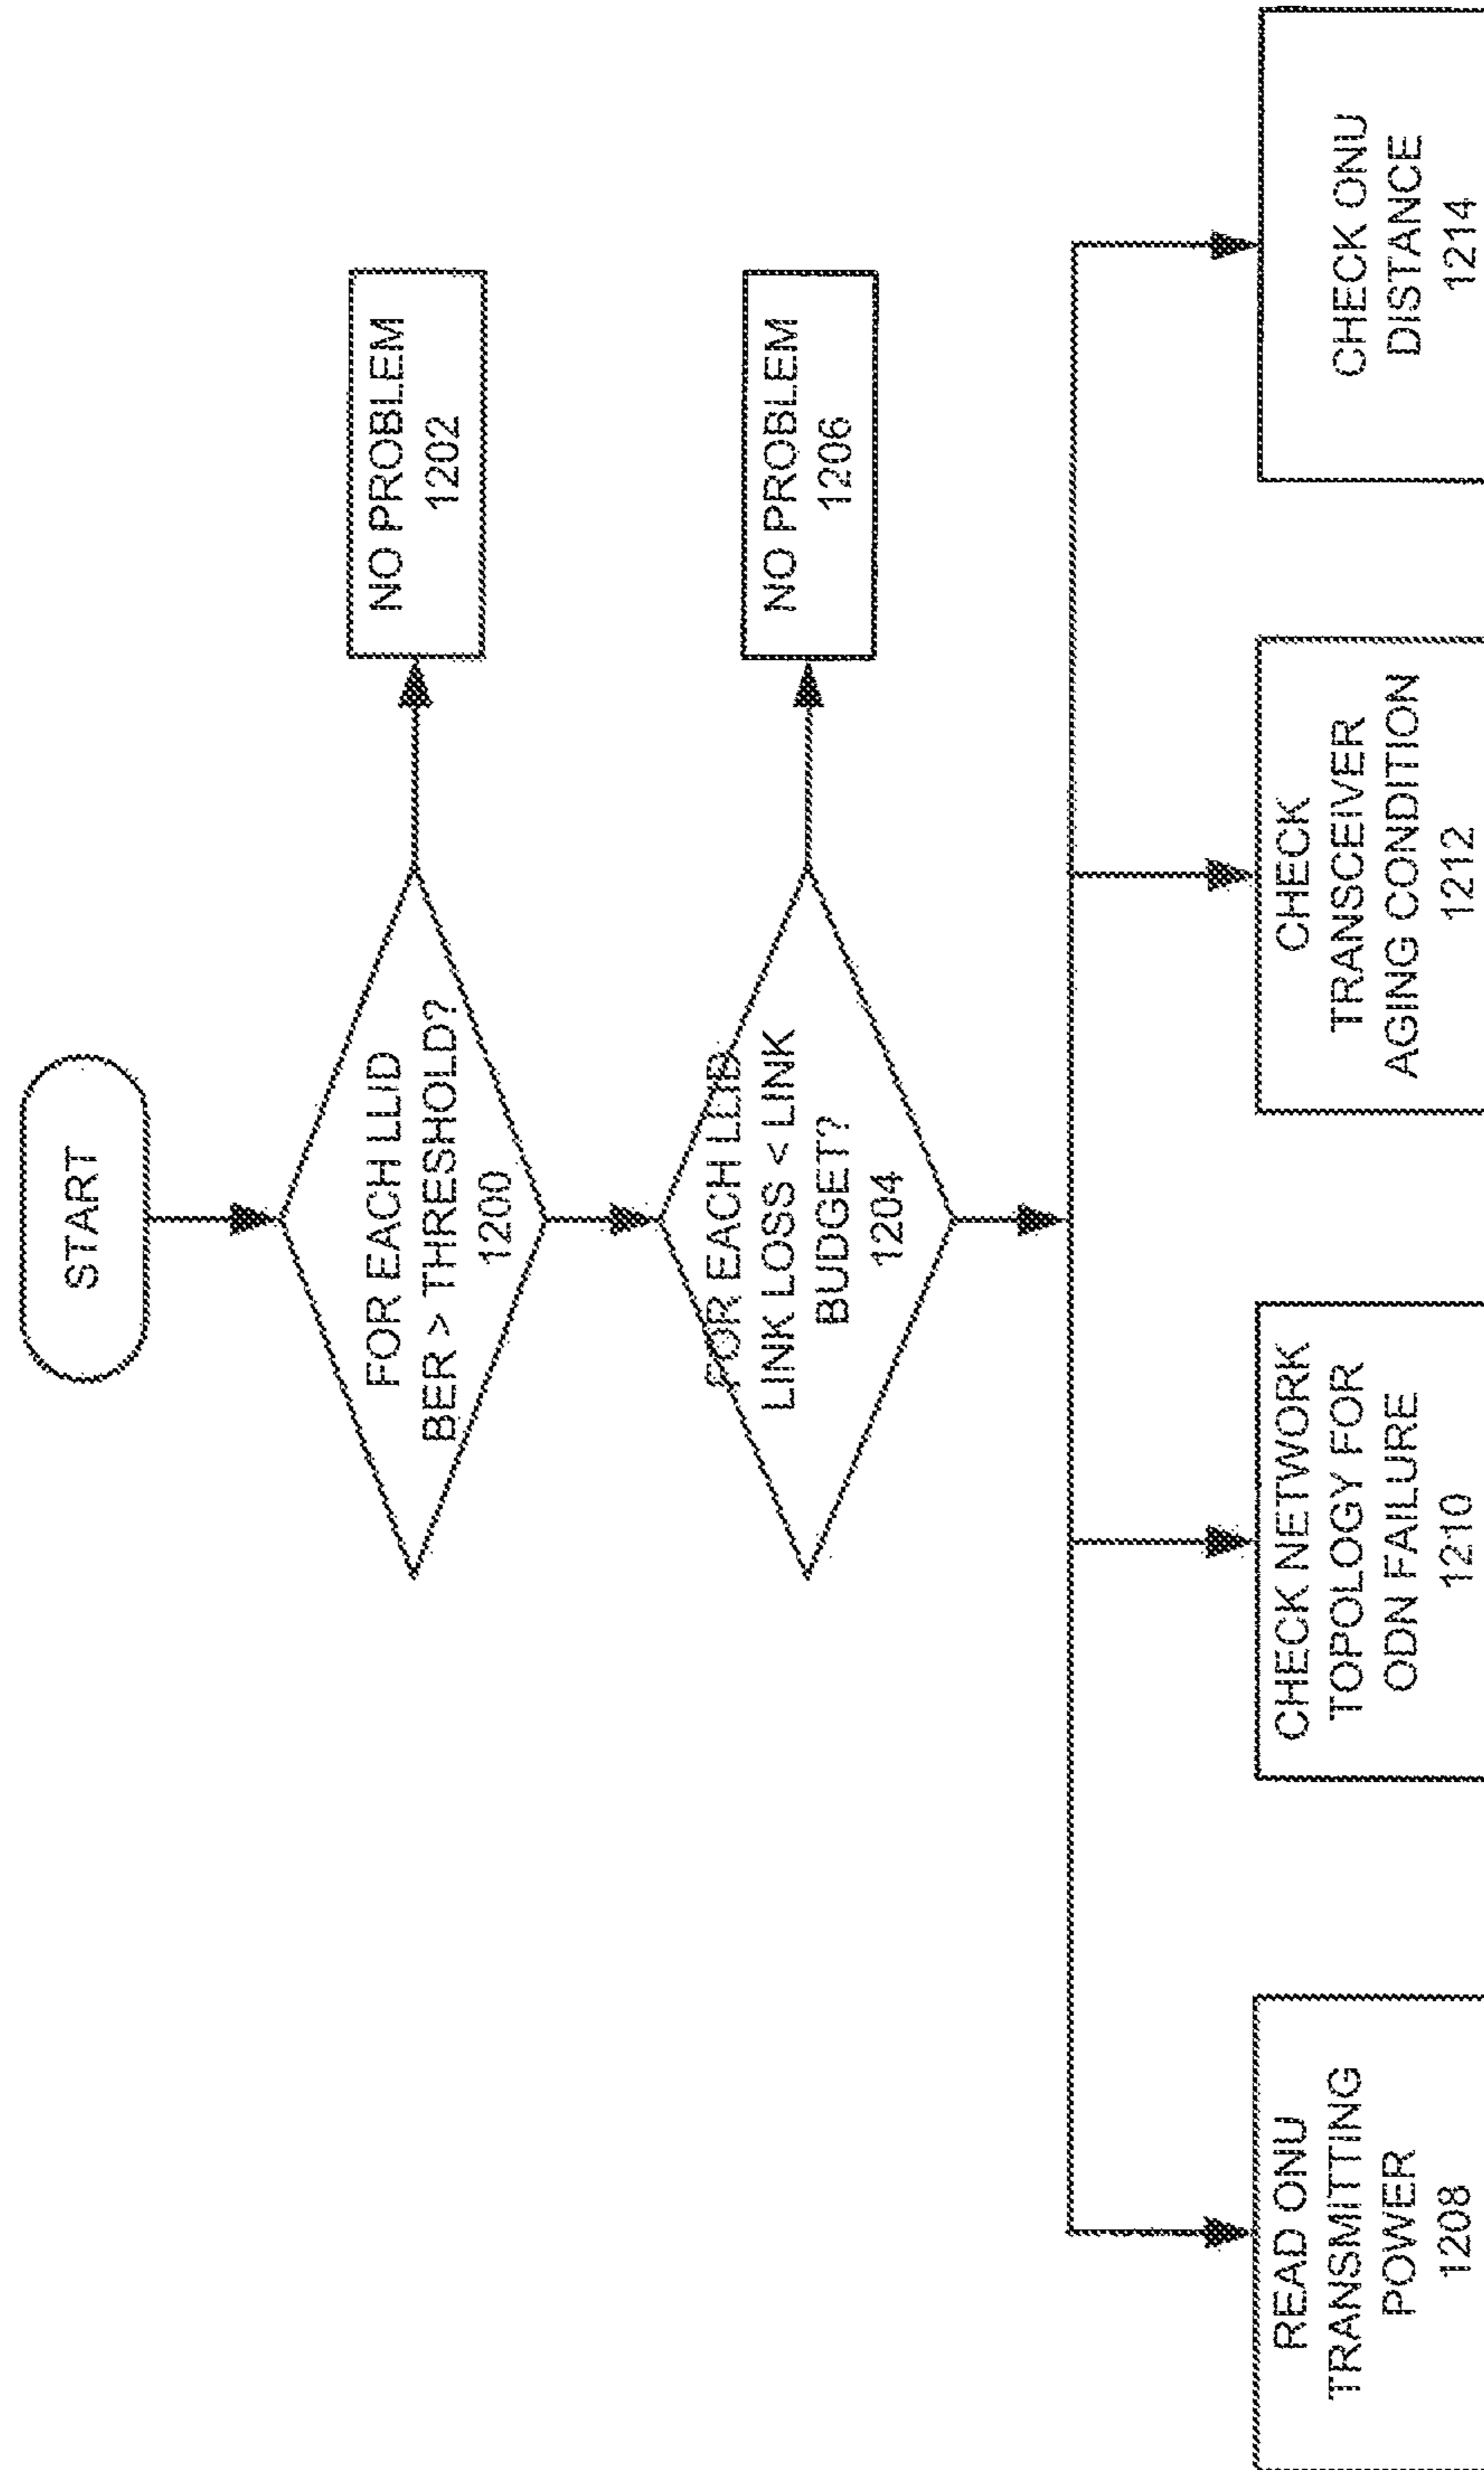 START
FOR EACH LLID
BER > THRESHOLD?
1200
NO PROBLEM
1202
FOR EACH LLID
LINK LOSS < LINK
BUDGET?
1204
NO PROBLEM
1206
READ ONU
TRANSMITTING
POWER
1208
CHECK NETWORK
TOPOLOGY FOR
ODN FAILURE
1210
CHECK
TRANSCEIVER
AGING CONDITION
1212
CHECK ONU
DISTANCE
1214